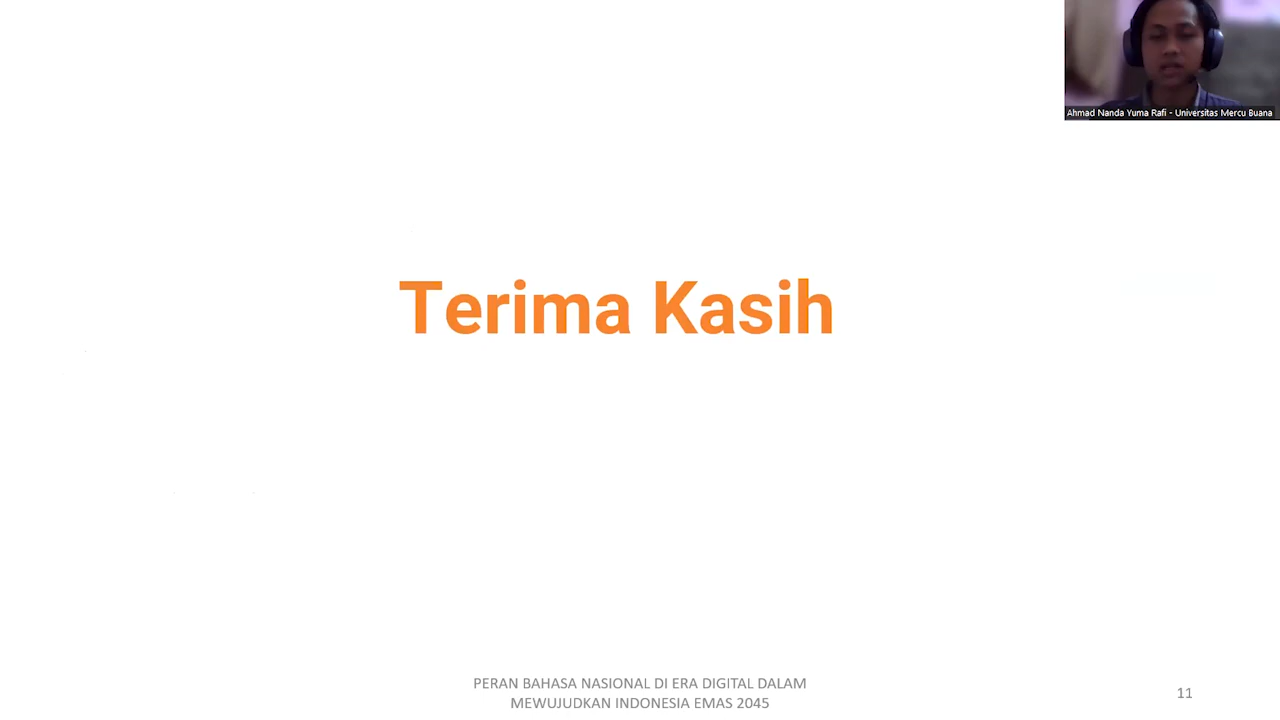 Ahmad Nanda Yuma Rafi - Universitas Mercu Buana
Terima Kasih
PERAN BAHASA NASIONAL DI ERA DIGITAL DALAM
MEWUJUDKAN INDONESIA EMAS 2045
11